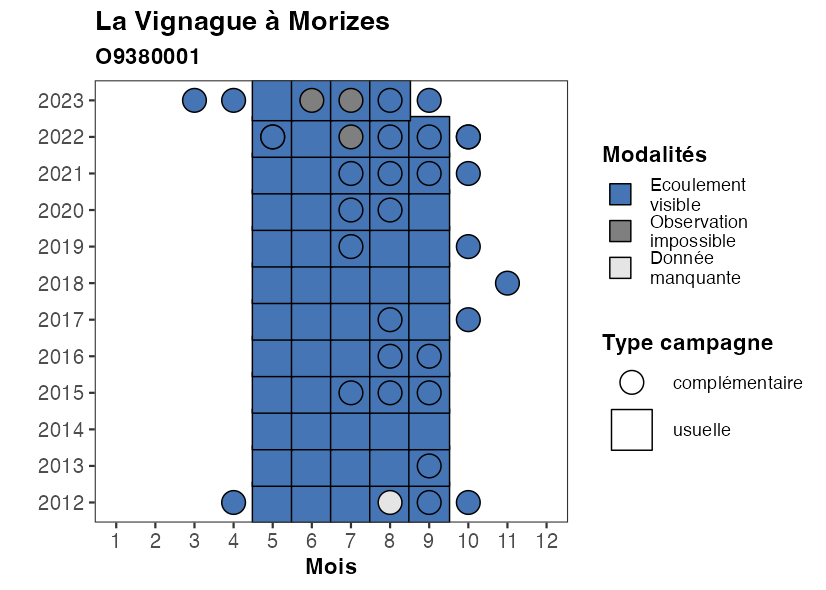 La Vignague à Morizes
O9380001
2023
2022
2021
2020
2019
2018
2017
2016
2015
2014
2013
2012
1 2 3 4 5 6 7 8 9 10 11 12
Mois
Modalités
Ecoulement
visible
Observation
impossible
Donnée
manquante
Type campagne
complémentaire
usuelle